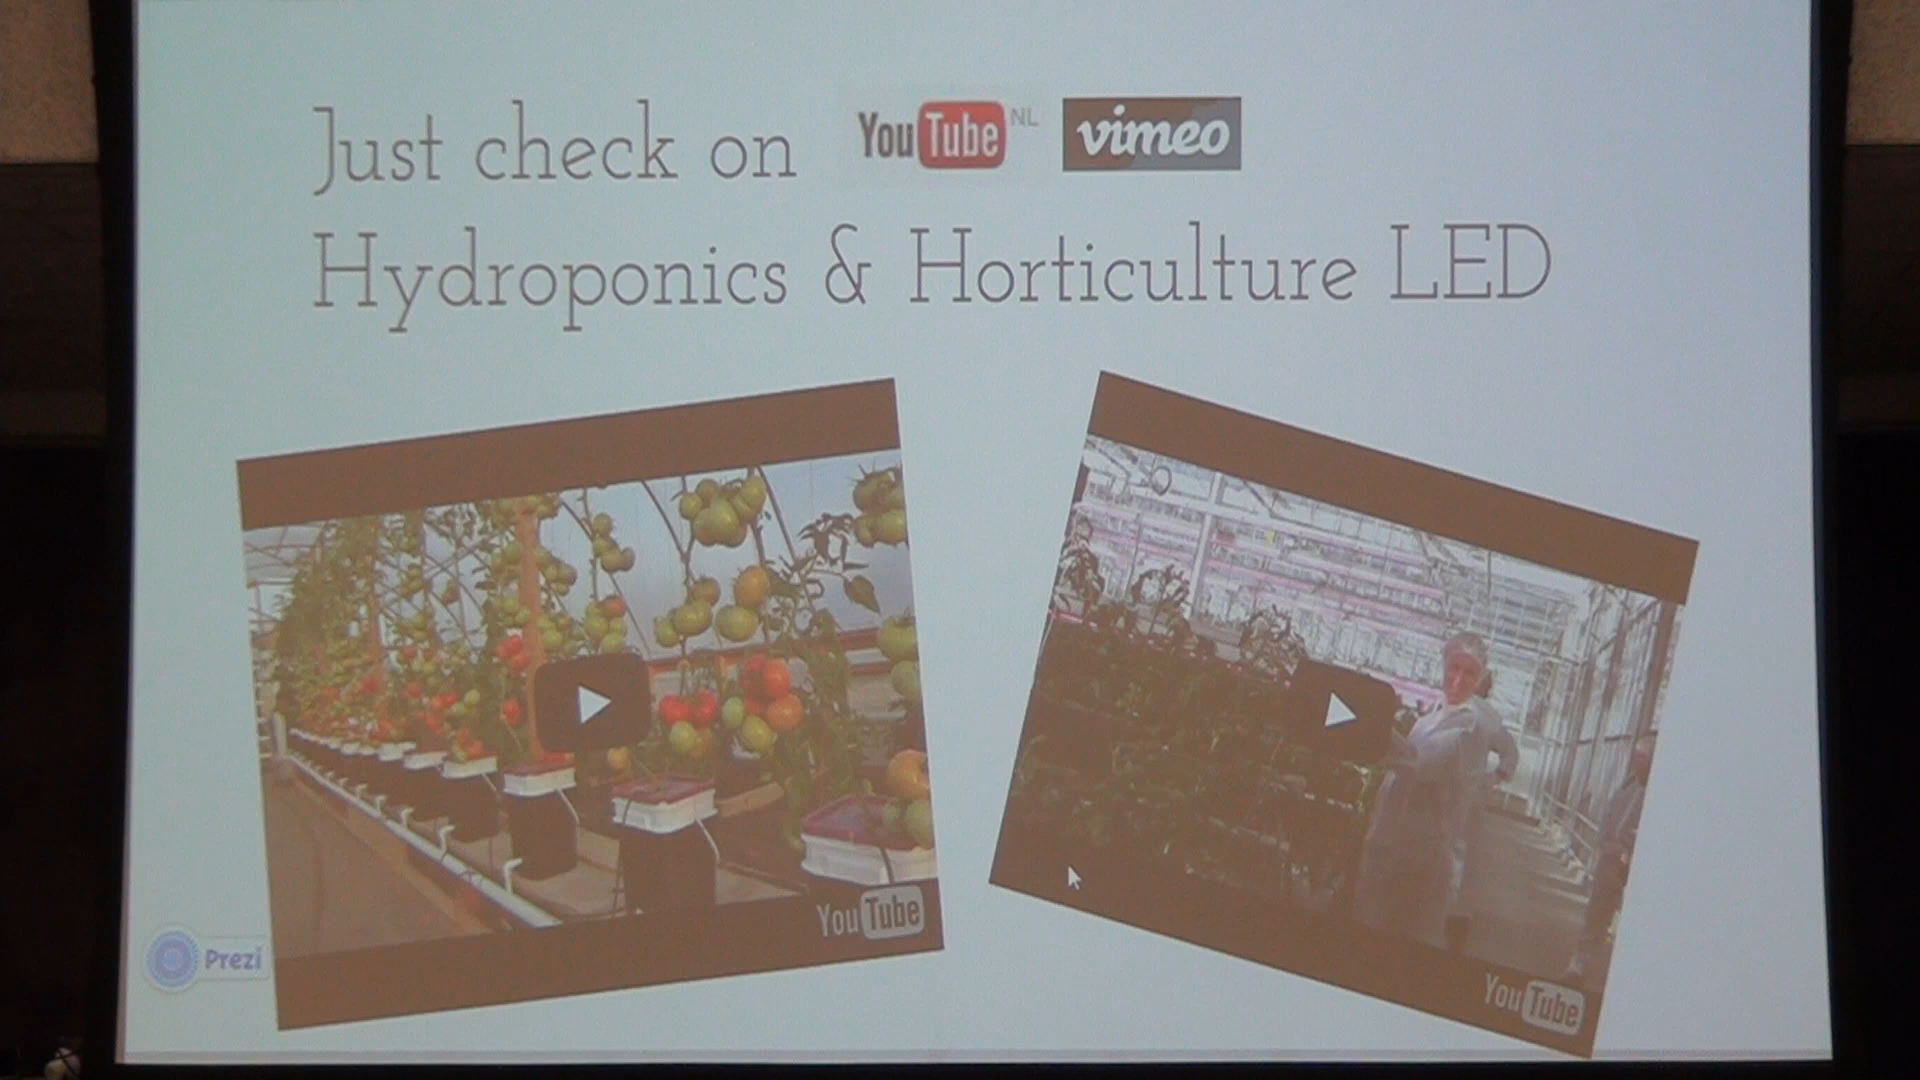 Just check on YouTube NL vimeo
Hydroponics & Horticulture LED
YouTube
YouTube
Prezi